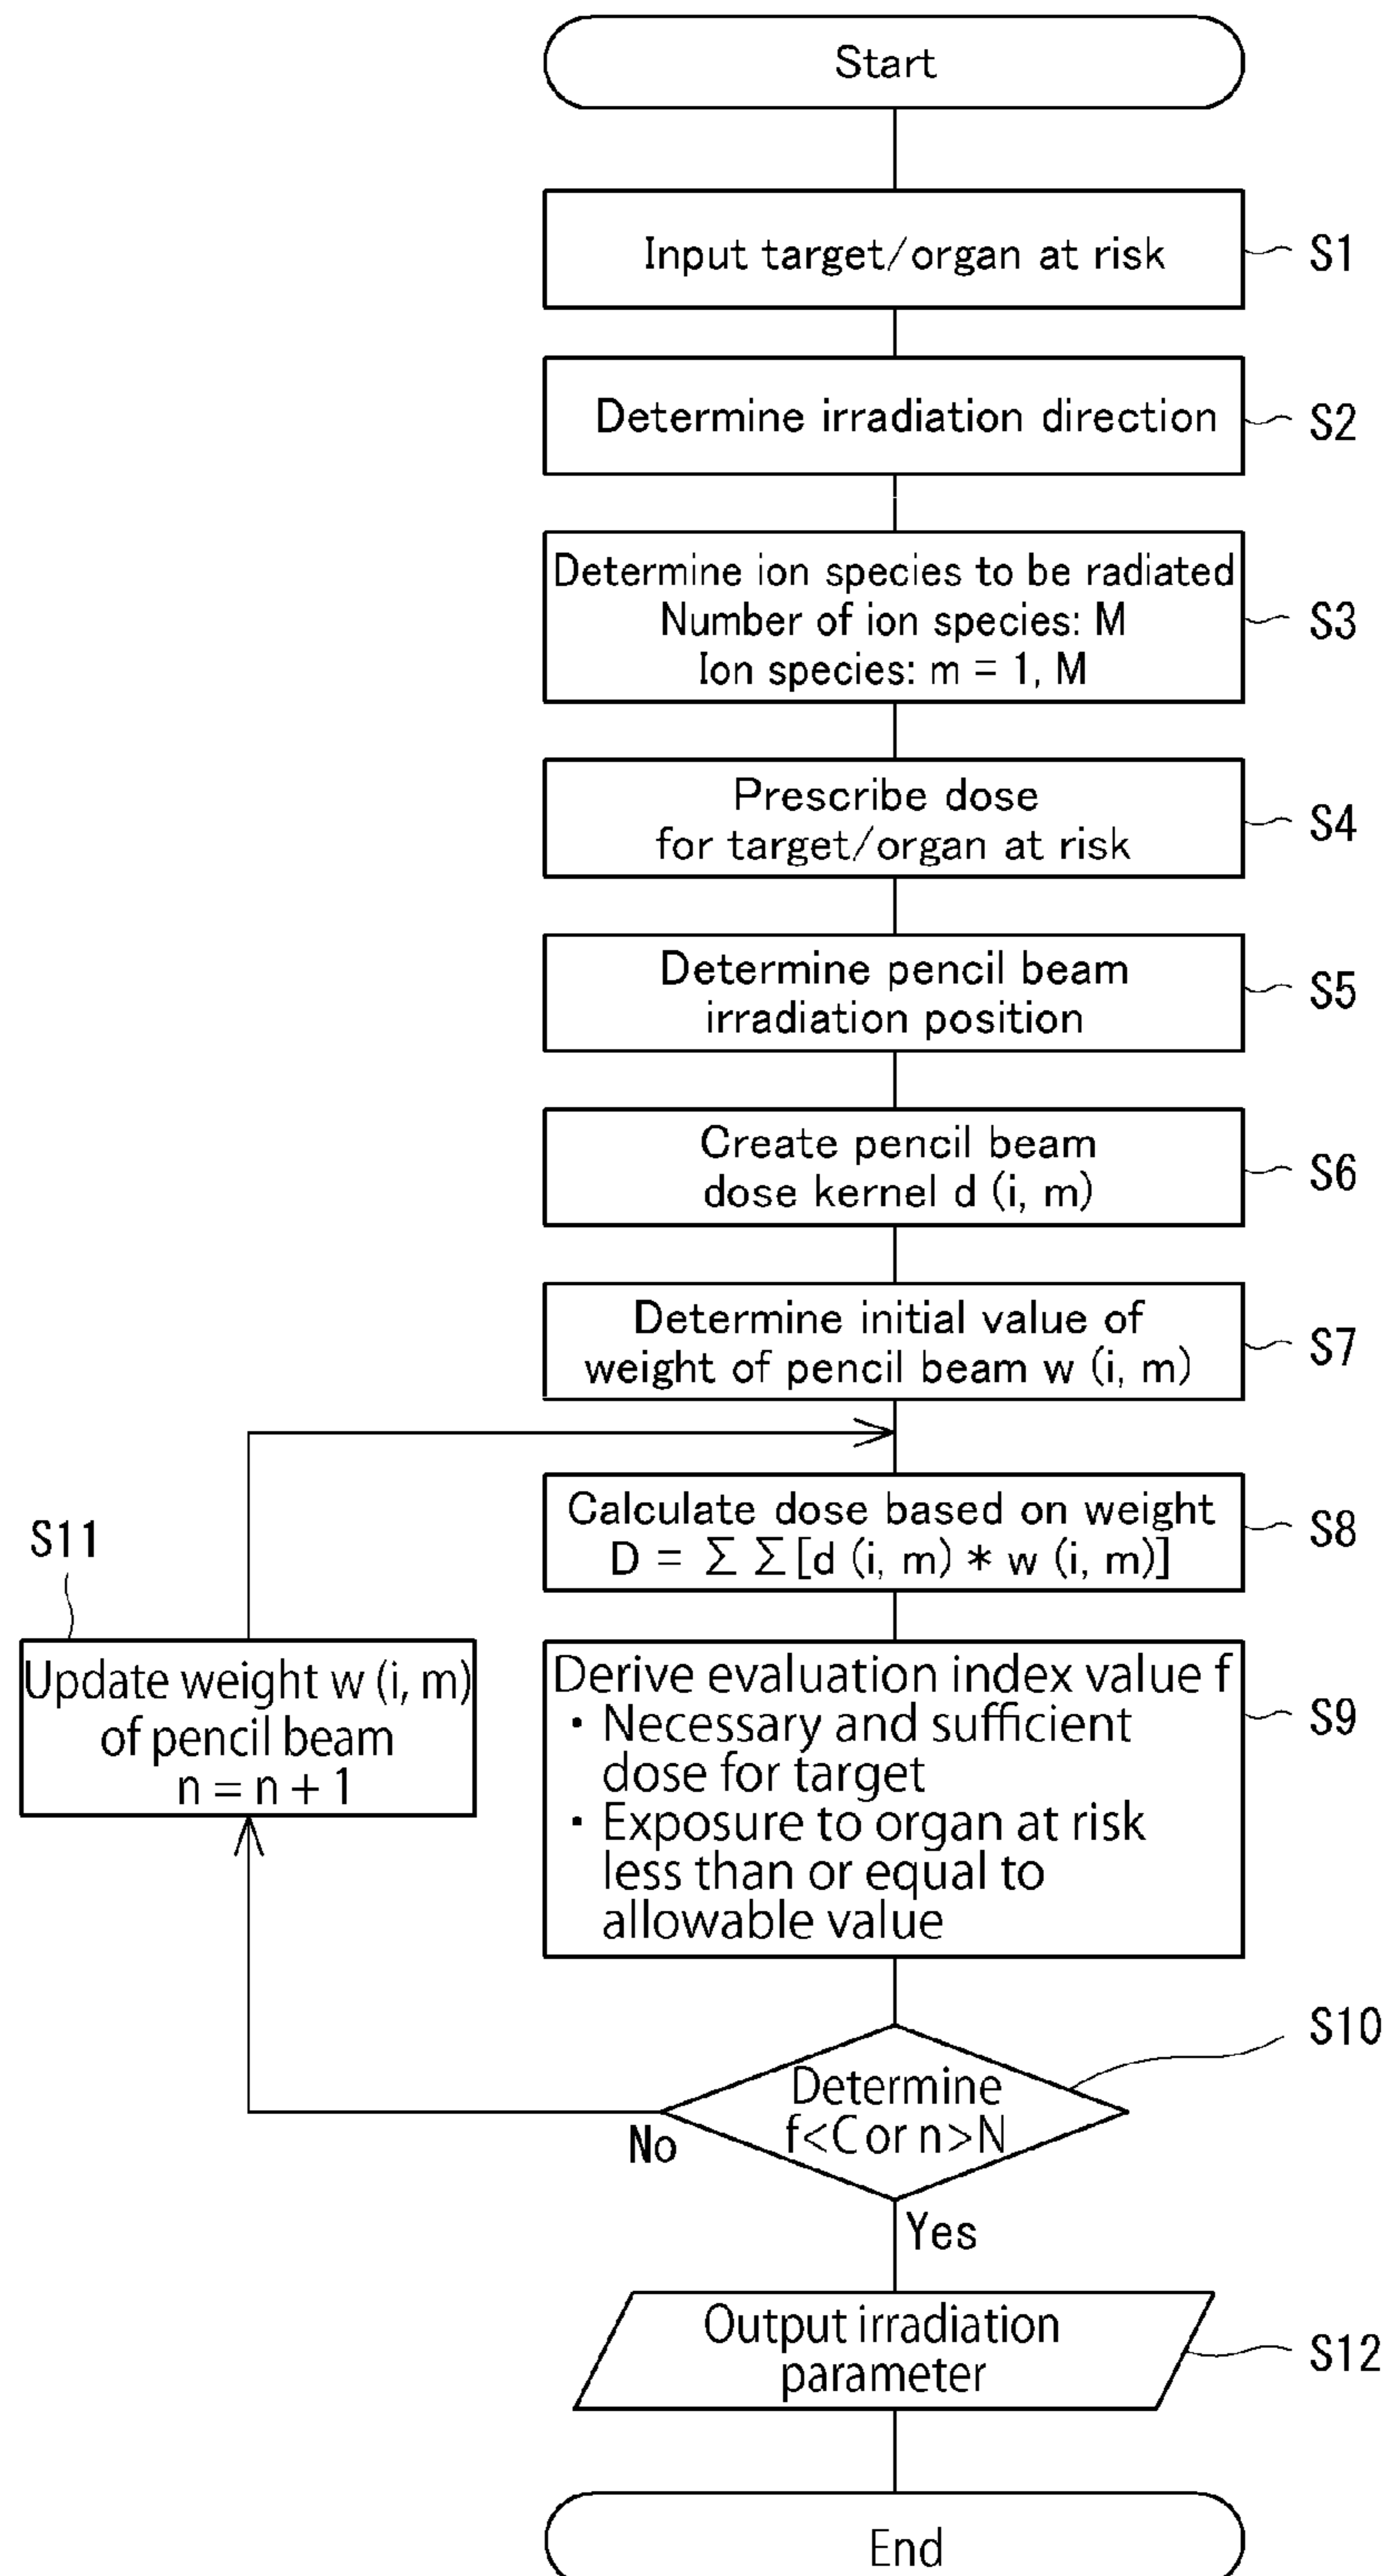 Start
Input target/organ at risk
S1
Determine irradiation direction
S2
Determine ion species to be radiated
Number of ion species: M
Ion species: m = 1, M
S3
Prescribe dose
for target/organ at risk
S4
Determine pencil beam
irradiation position
S5
Create pencil beam
dose kernel d (i, m)
S6
Determine initial value of
weight of pencil beam w (i, m)
S7
Calculate dose based on weight
D = Σ Σ [d (i, m) * w (i, m)]
S8
S11
Update weight w (i, m)
of pencil beam
n = n + 1
Derive evaluation index value f
・Necessary and sufficient
dose for target
・Exposure to organ at risk
less than or equal to
allowable value
S9
S10
Determine
f<C or n>N
No
Yes
Output irradiation
parameter
S12
End